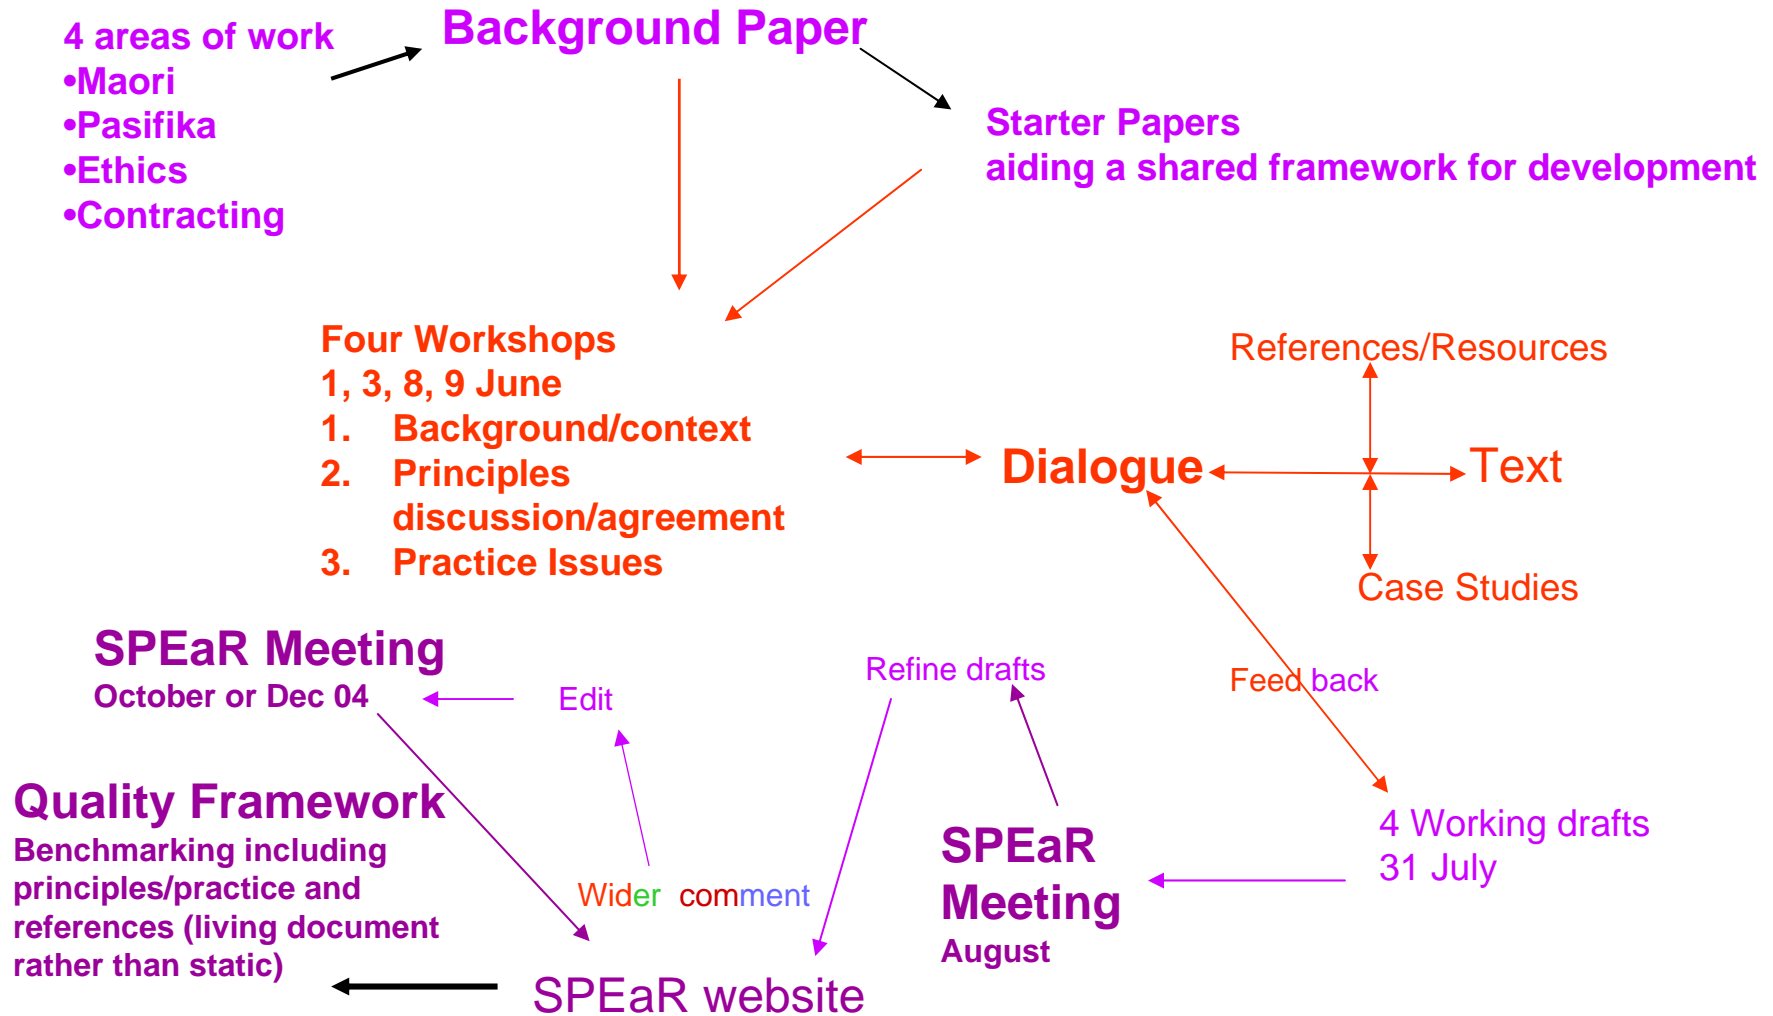 4 areas of work
•Maori
•Pasifika
•Ethics
•Contracting
Background Paper
Starter Papers
aiding a shared framework for development
Four Workshops
1, 3, 8, 9 June
1. Background/context
2. Principles
discussion/agreement
3. Practice Issues
Dialogue
References/Resources
Text
Case Studies
Feed back
4 Working drafts
31 July
SPEaR
Meeting
August
Refine drafts
SPEaR Meeting
October or Dec 04
Edit
Wider comment
SPEaR website
Quality Framework
Benchmarking including
principles/practice and
references (living document
rather than static)